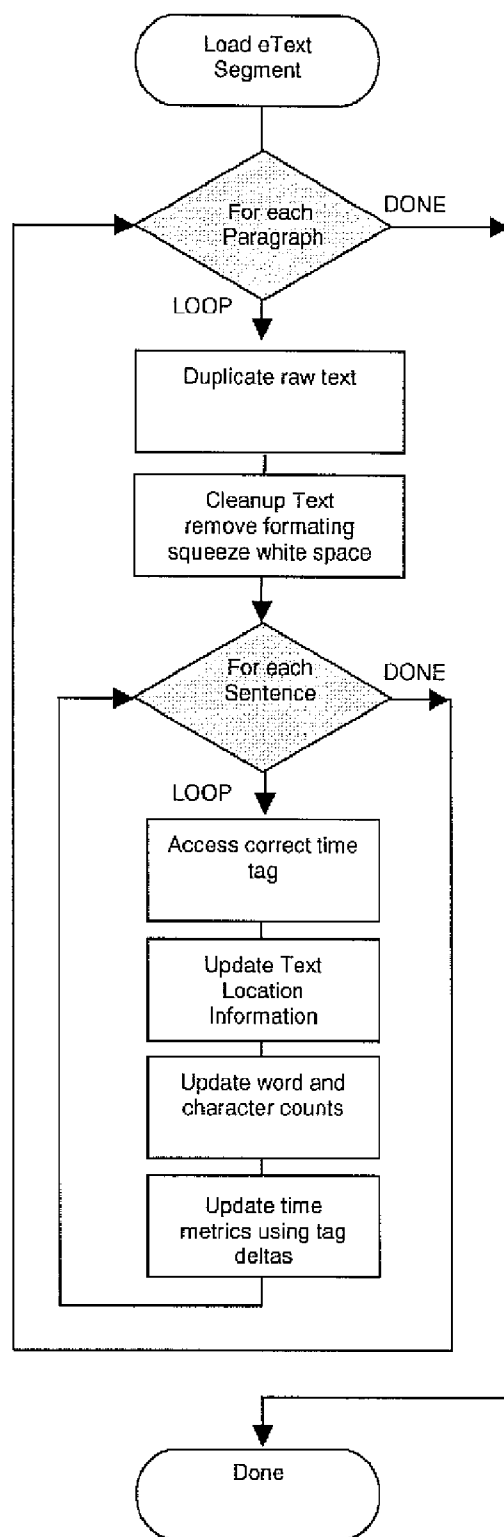 Load eText
Segment
For each
Paragraph
DONE
LOOP
Duplicate raw text
Cleanup Text
remove formating
squeeze white space
For each
Sentence
DONE
LOOP
Access correct time
tag
Update Text
Location
Information
Update word and
character counts
Update time
metrics using tag
deltas
Done